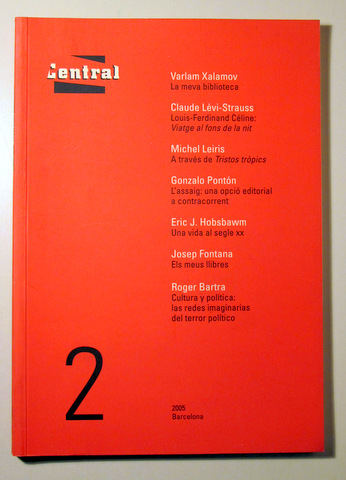 Central
Varlam Xalamov
La meva biblioteca
Claude Lévi-Strauss
Louis-Ferdinand Céline:
Viatge al fons de la nit
Michel Leiris
A través de Tristos tròpics
Gonzalo Pontón
L'assaig: una opció editorial
a contracorrent
Eric J. Hobsbawm
Una vida al segle XX
Josep Fontana
Els meus llibres
Roger Bartra
Cultura y política:
las redes imaginarias
del terror político
2
2005
Barcelona